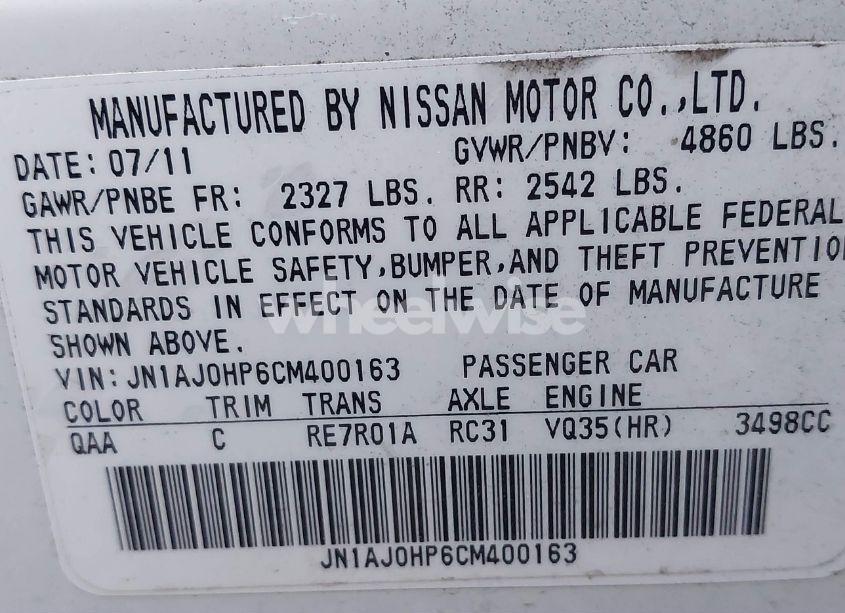 MANUFACTURED BY NISSAN MOTOR CO.,LTD.
DATE: 07/11 GVWR/PNBV: 4860 LBS.
GAWR/PNBE FR: 2327 LBS. RR: 2542 LBS.
THIS VEHICLE CONFORMS TO ALL APPLICABLE FEDERAL
MOTOR VEHICLE SAFETY,BUMPER,AND THEFT PREVENTION
STANDARDS IN EFFECT ON THE DATE OF MANUFACTURE
SHOWN ABOVE.
wheelwise
VIN: JN1AJ0HP6CM400163 PASSENGER CAR
COLOR TRIM TRANS AXLE ENGINE
QAA C RE7R01A RC31 VQ35(HR) 3498CC
JN1AJ0HP6CM400163